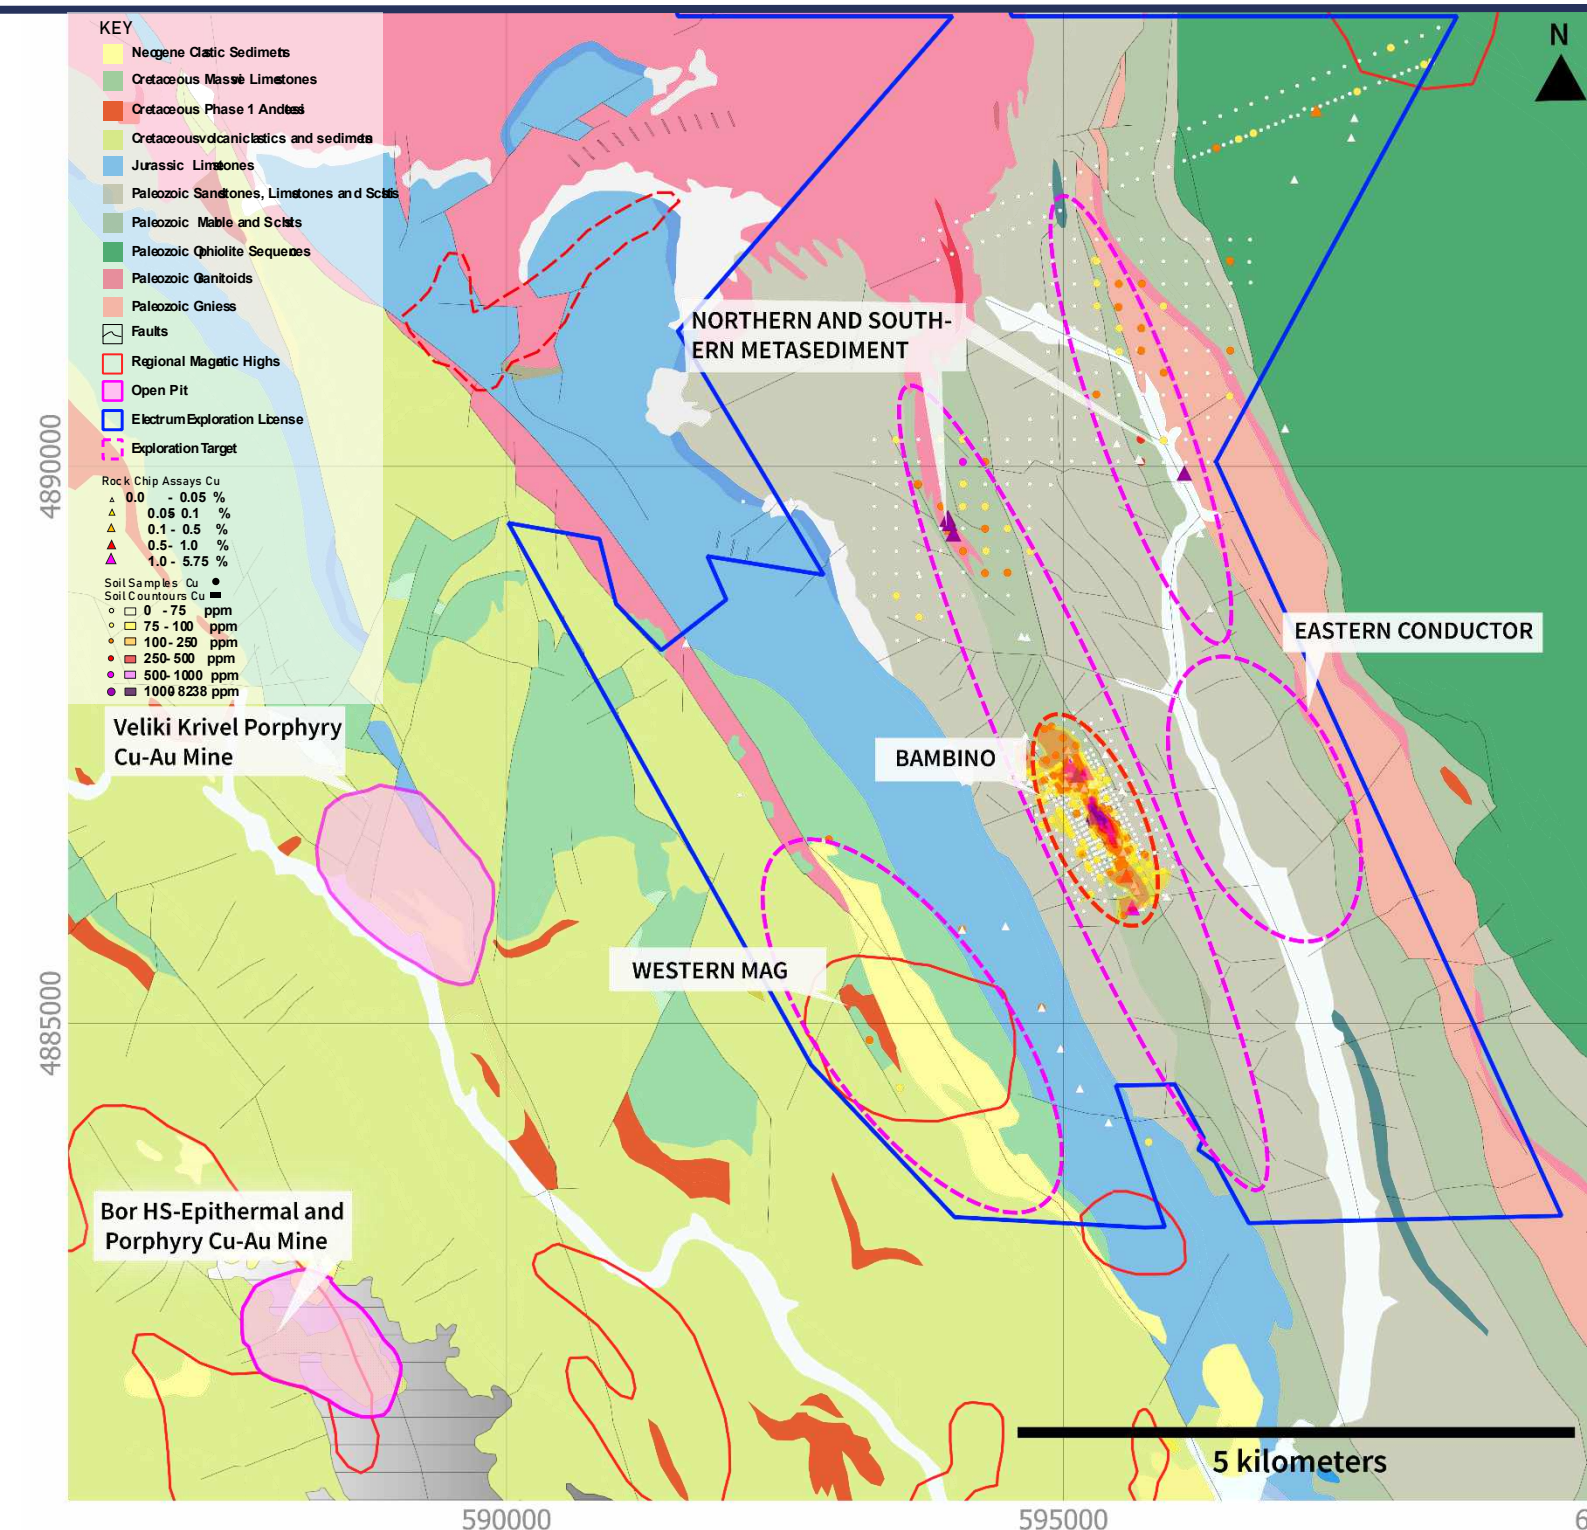 KEY
Neogene Clastic Sediments
Cretaceous Massive Limestones
Cretaceous Phase 1 Andesi
Cretaceous volcaniclastics and sediments
Jurassic Limestones
Paleozoic Sandstones, Limestones and Schists
Paleozoic Marble and Schists
Paleozoic Ophiolite Sequences
Paleozoic Granitoids
Paleozoic Gniess
Faults
Regional Magnetic Highs
Open Pit
Electrum Exploration License
Exploration Target
Rock Chip Assays Cu
0.0 - 0.05 %
0.05 0.1 %
0.1 - 0.5 %
0.5 - 1.0 %
1.0 - 5.75 %
Soil Samples Cu
Soil Countours Cu
0 - 75 ppm
75 - 100 ppm
100 - 250 ppm
250- 500 ppm
500- 1000 ppm
1000 8238 ppm
N
NORTHERN AND SOUTH-
ERN METASEDIMENT
EASTERN CONDUCTOR
Veliki Krivel Porphyry
Cu-Au Mine
BAMBINO
WESTERN MAG
Bor HS-Epithermal and
Porphyry Cu-Au Mine
5 kilometers
4890000
4885000
590000
595000
6